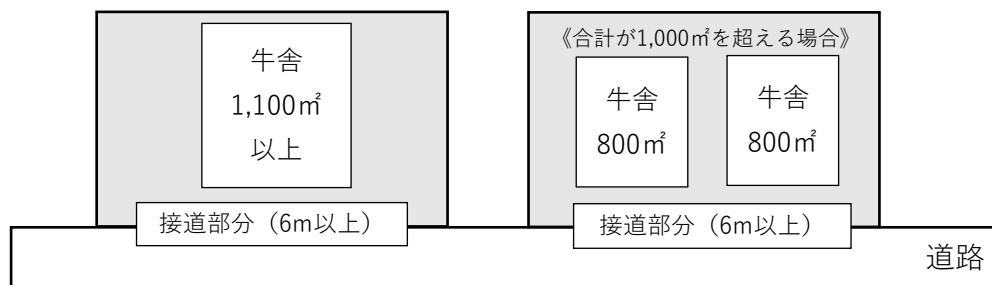 牛舎
1,100㎡
以上
接道部分（6m以上）
《合計が1,000㎡を超える場合》
牛舎
800㎡
牛舎
800㎡
接道部分（6m以上）
道路